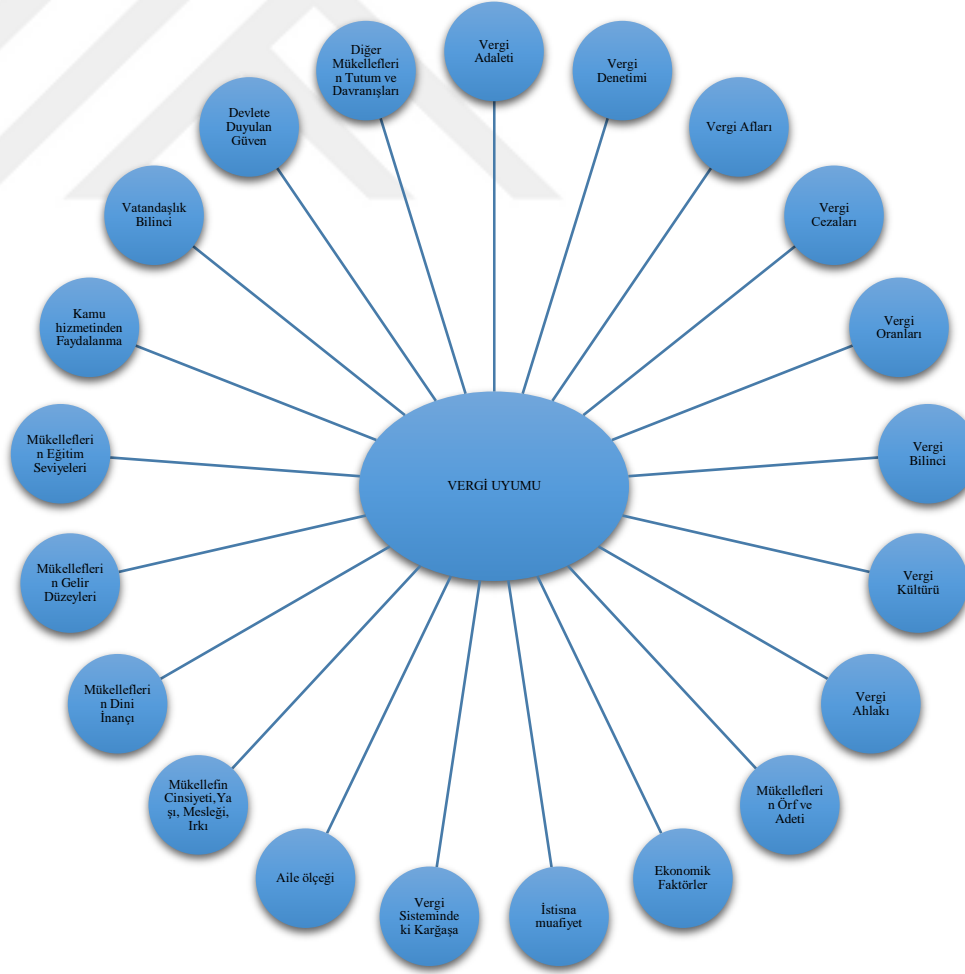 Vergi
Adaleti
Vergi
Denetimi
Vergi Afları
Vergi
Cezaları
Vergi
Oranları
Vergi
Bilinci
Vergi
Kültürü
Vergi
Ahlakı
Mükellefleri
n Örf ve
Adeti
Ekonomik
Faktörler
İstisna
muafiyet
Vergi
Sisteminde
ki Karğaşa
Aile ölçeği
Mükellefin
Cinsiyeti,Ya
şı, Mesleği,
Irkı
Mükellefleri
n Dini
İnançı
Mükellefleri
n Gelir
Düzeyleri
Mükellefleri
n Eğitim
Seviyeleri
Kamu
hizmetinden
Faydalanma
Vatandaşlık
Bilinci
Devlete
Duyulan
Güven
Diğer
Mükellefleri
n Tutum ve
Davranışları
VERGİ UYUMU